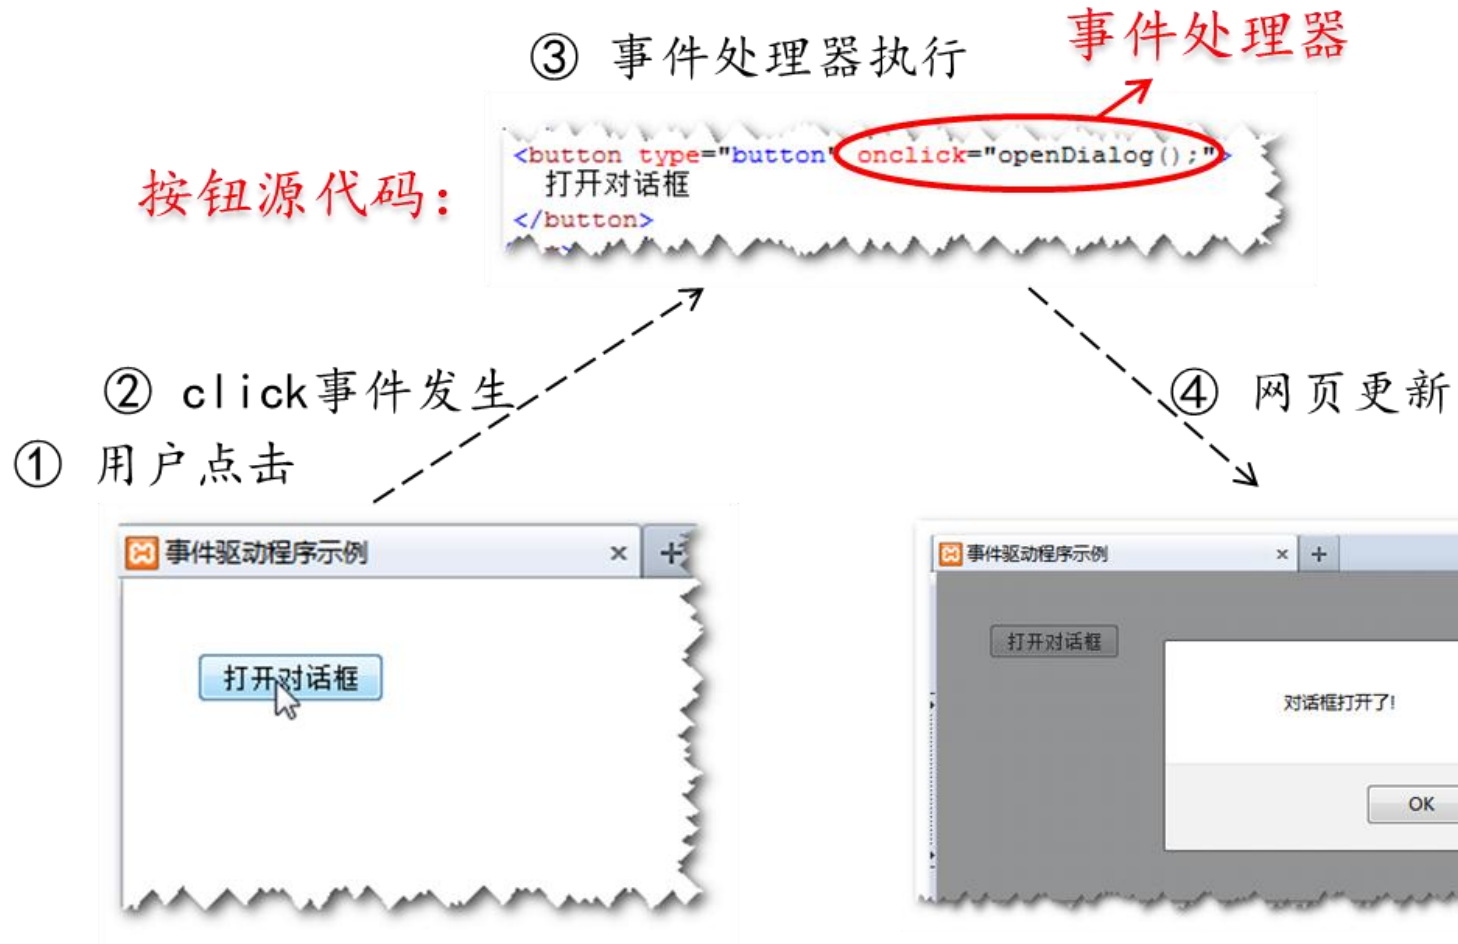 ③ 事件处理器执行
事件处理器
按钮源代码：
<button type="button" onclick="openDialog();">
打开对话框
</button>
② click事件发生
① 用户点击
④ 网页更新
事件驱动程序示例 × +
打开对话框
事件驱动程序示例 × +
打开对话框
对话框打开了!
OK